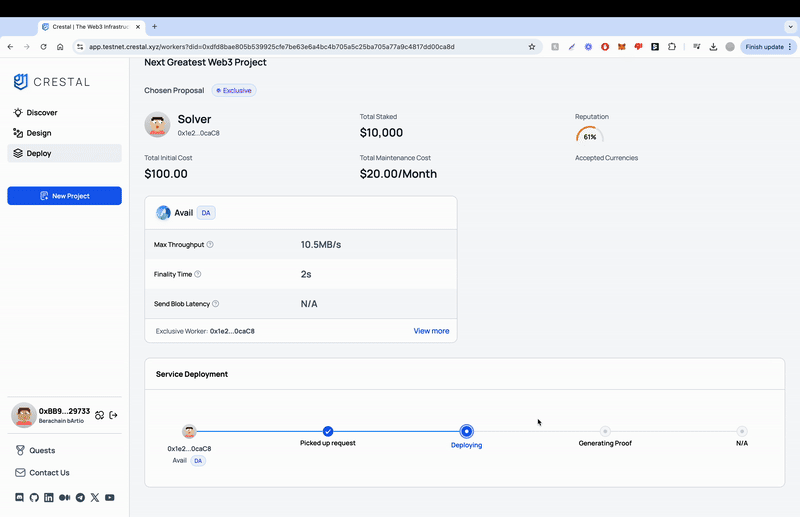 Crestal | The Web3 Infrastruc
app.testnet.crestal.xyz/workers?did=0xdfd8bae805b539925cfe7be63e6a4bc4b705a5c25ba705a77a9c4817dd00ca8d
Finish update
CRESTAL
Discover
Design
Deploy
New Project
0xBB9...29733
Berachain bArtio
Quests
Contact Us
Next Greatest Web3 Project
Chosen Proposal
Exclusive
Solver
0x1e2...0caC8
Total Staked
$10,000
Reputation
61%
Total Initial Cost
$100.00
Total Maintenance Cost
$20.00/Month
Accepted Currencies
Avail DA
Max Throughput 10.5MB/s
Finality Time 2s
Send Blob Latency N/A
Exclusive Worker: 0x1e2...0caC8 View more
Service Deployment
0x1e2...0caC8
Avail DA
Picked up request
Deploying
Generating Proof
N/A